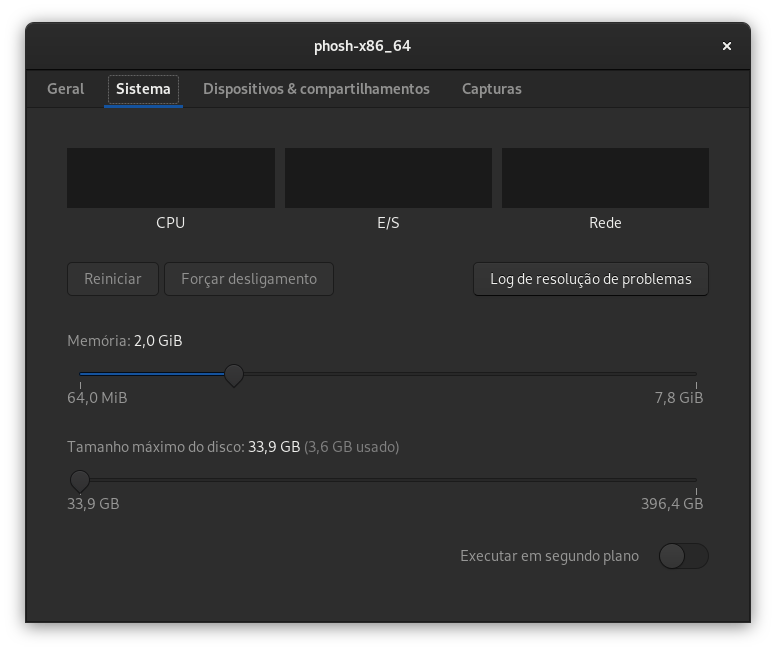 phosh-x86_64
Geral Sistema Dispositivos & compartilhamentos Capturas
CPU E/S Rede
Reiniciar Forçar desligamento Log de resolução de problemas
Memória: 2,0 GiB
64,0 MiB 7,8 GiB
Tamanho máximo do disco: 33,9 GB (3,6 GB usado)
33,9 GB 396,4 GB
Executar em segundo plano